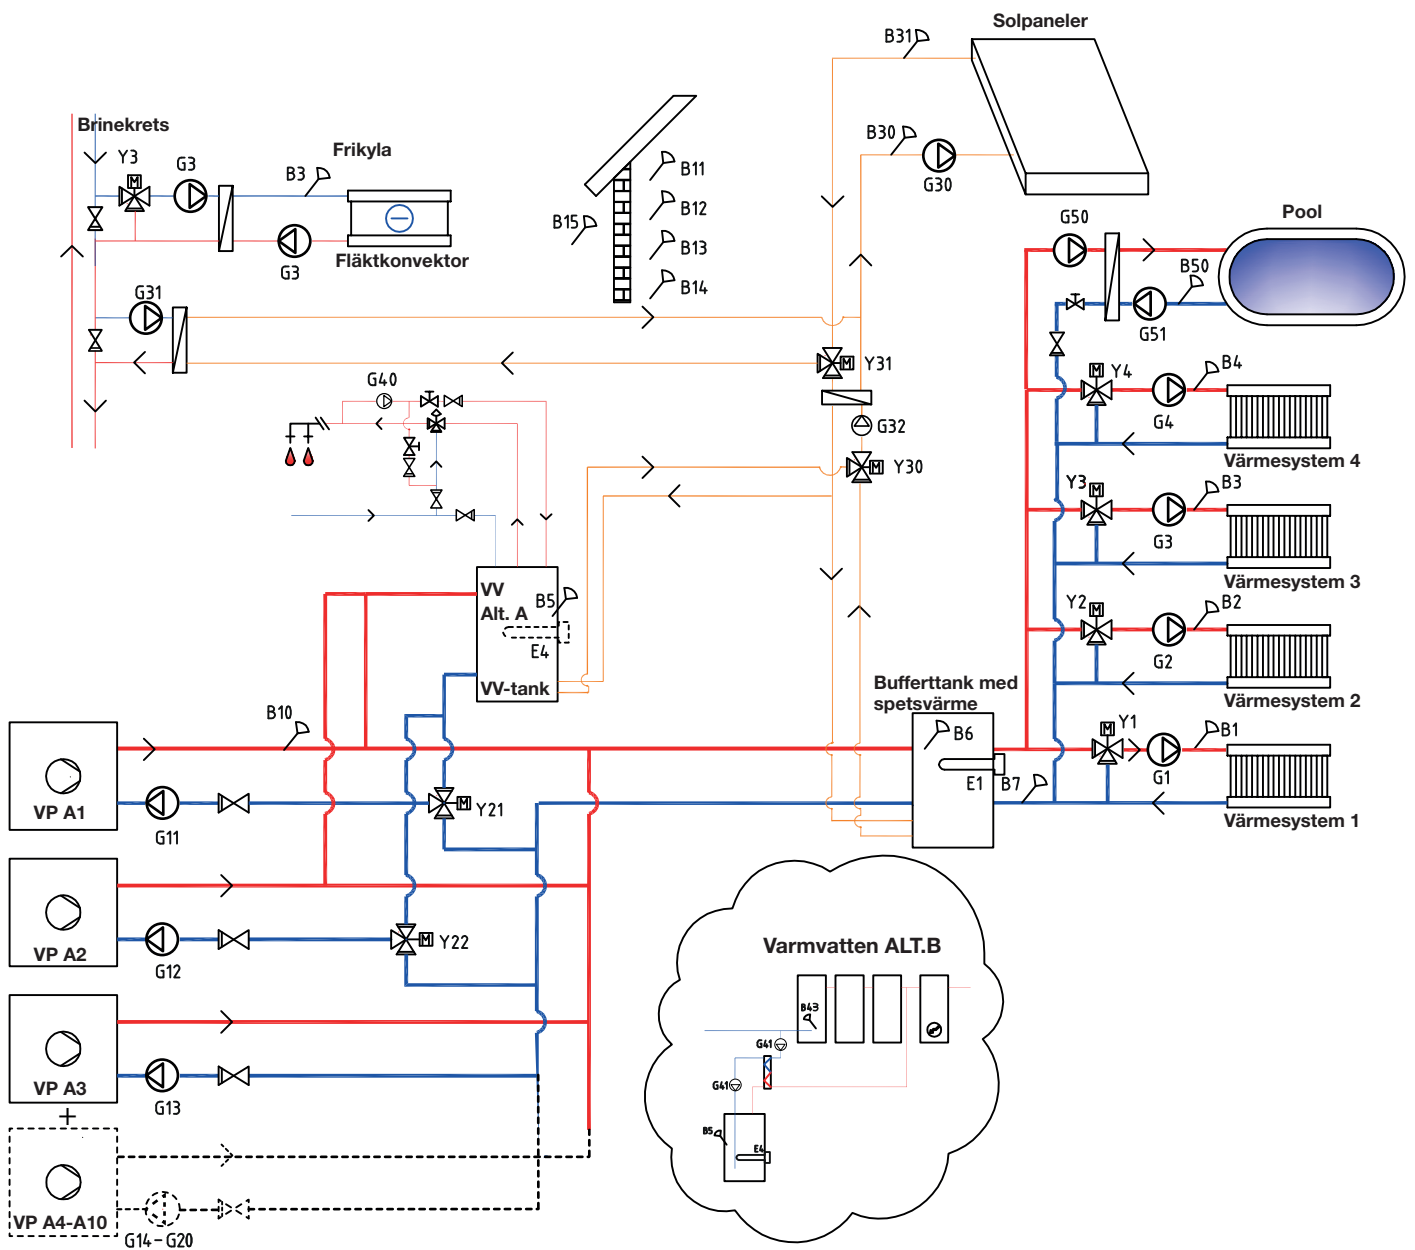 Solpaneler
B31
Brinekrets
Y3
G3
B3
Frikyla
B30
G30
B11
B12
B13
B14
B15
G3
Fläktkonvektor
G50
Pool
B50
G51
G31
Y31
G40
G32
Y30
Y4
B4
G4
Värmesystem 4
Y3
B3
G3
Värmesystem 3
VV
Alt. A
B5
E4
VV-tank
Y2
B2
G2
Värmesystem 2
Bufferttank med
spetsvärme
B6
E1
B7
Y1
B1
G1
Värmesystem 1
B10
VP A1
G11
Y21
VP A2
G12
Y22
VP A3
G13
+
VP A4-A10
G14-G20
Varmvatten ALT.B
B43
G41
G41
B5
E4
M
M
M
M
M
M
M
M
M